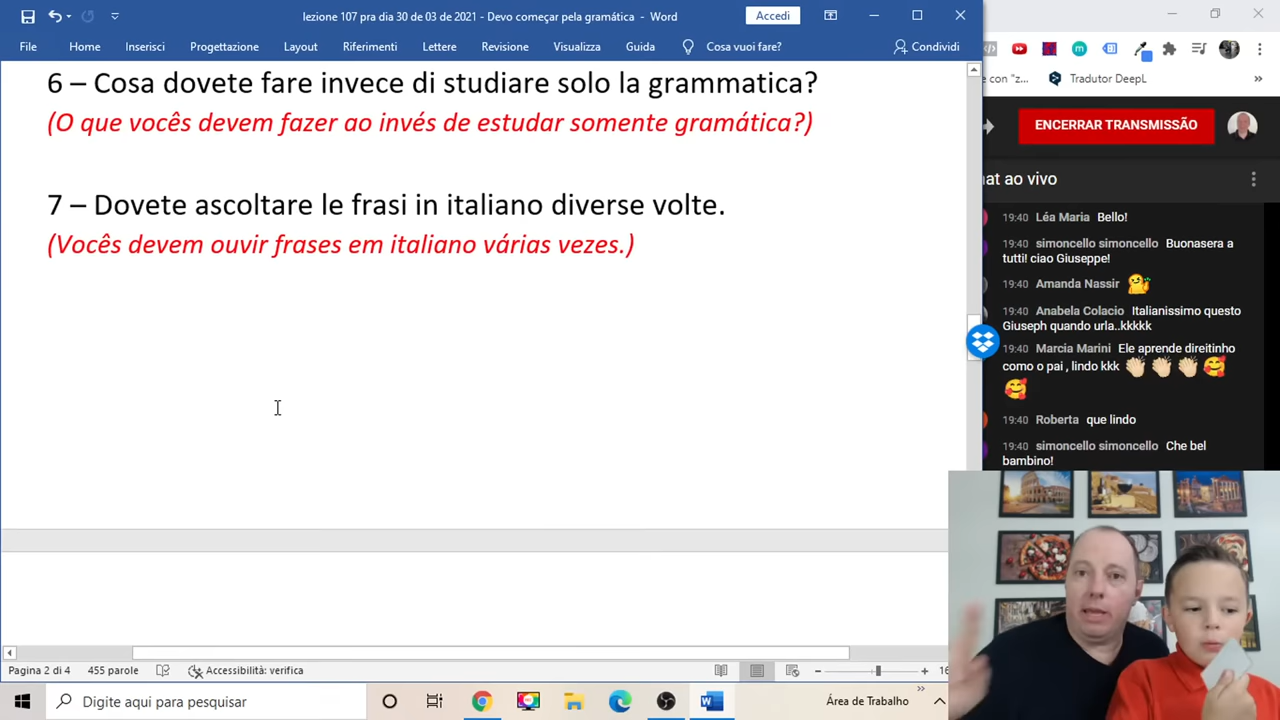 lezione 107 pra dia 30 de 03 de 2021 - Devo começar pela gramática - Word
Accedi
File Home Inserisci Progettazione Layout Riferimenti Lettere Revisione Visualizza Guida Cosa vuoi fare? Condividi
6 – Cosa dovete fare invece di studiare solo la grammatica?
(O que vocês devem fazer ao invés de estudar somente gramática?)
7 – Dovete ascoltare le frasi in italiano diverse volte.
(Vocês devem ouvir frases em italiano várias vezes.)
Pagina 2 di 4 455 parole Accessibilità: verifica
16
Digite aqui para pesquisar
Área de Trabalho
e con "z...
Tradutor DeepL
ENCERRAR TRANSMISSÃO
hat ao vivo
19:40 Léa Maria Bello!
19:40 simoncello simoncello Buonasera a
tutti! ciao Giuseppe!
19:40 Amanda Nassir
19:40 Anabela Colacio Italianissimo questo
Giuseph quando urla..kkkkk
19:40 Marcia Marini Ele aprende direitinho
como o pai , lindo kkk
19:40 Roberta que lindo
19:40 simoncello simoncello Che bel
bambino!